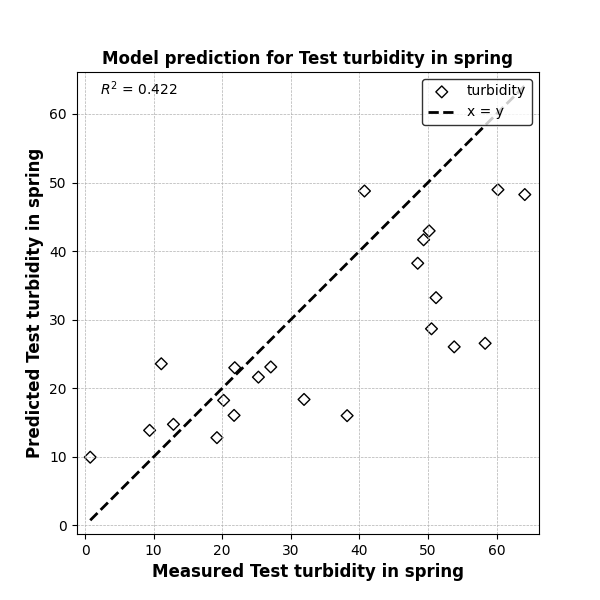 Model prediction for Test turbidity in spring
R² = 0.422
turbidity
x = y
60
50
40
30
20
10
0
Predicted Test turbidity in spring
0 10 20 30 40 50 60
Measured Test turbidity in spring